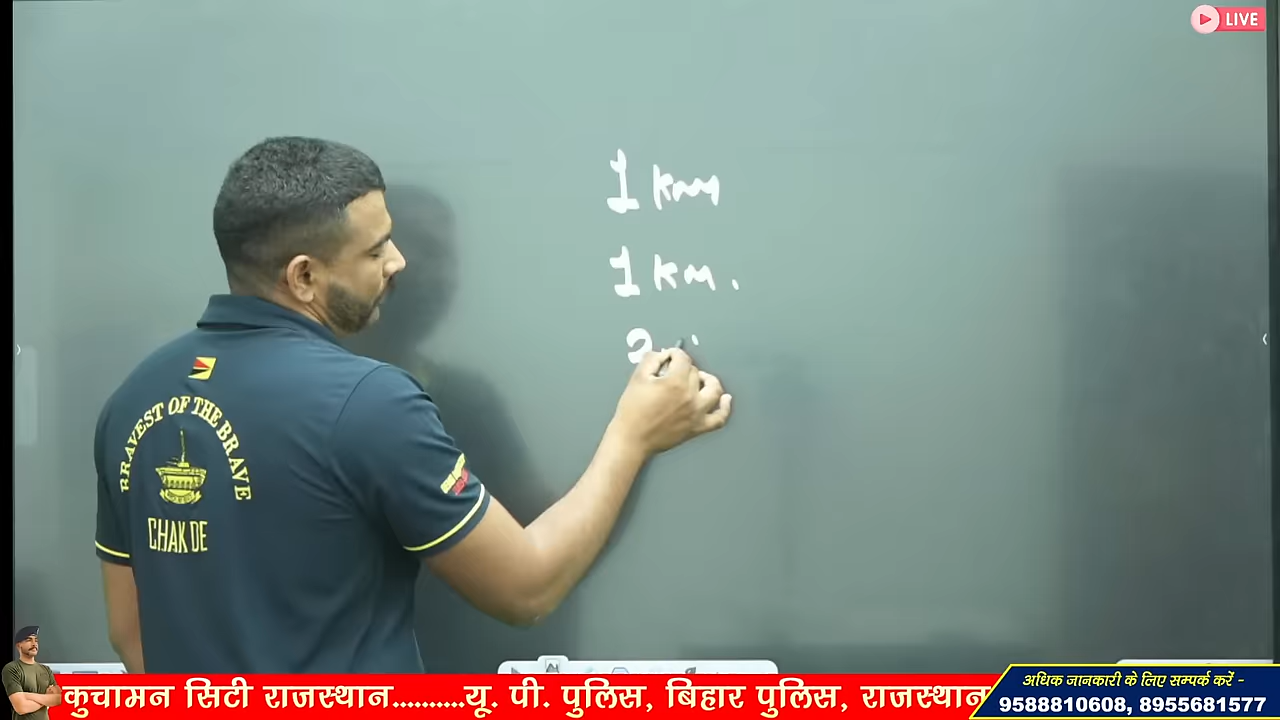 LIVE
1 km
1 km.
2
BRAVEST OF THE BRAVE
CHAK DE
कुचामन सिटी राजस्थान..........यू. पी. पुलिस, बिहार पुलिस, राजस्थान
अधिक जानकारी के लिए सम्पर्क करें -
9588810608, 8955681577